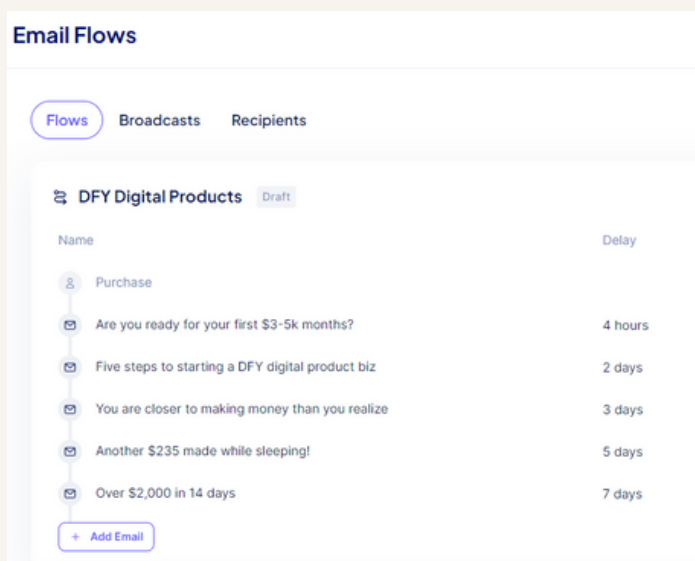 Email Flows
Flows Broadcasts Recipients
DFY Digital Products Draft
Name Delay
Purchase
Are you ready for your first $3-5k months? 4 hours
Five steps to starting a DFY digital product biz 2 days
You are closer to making money than you realize 3 days
Another $235 made while sleeping! 5 days
Over $2,000 in 14 days 7 days
+ Add Email